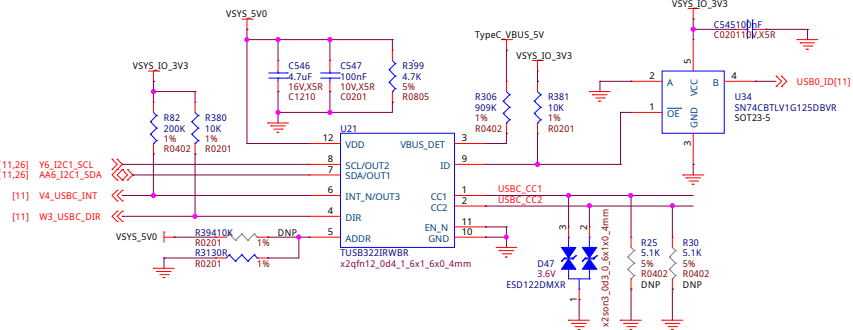 VSYS_5V0
VSYS_IO_3V3
C545100nF
C020110V,X5R
TypeC_VBUS_5V
VSYS_IO_3V3
VSYS_IO_3V3
C546
4.7uF
16V,X5R
C1210
C547
100nF
10V,X5R
C0201
R399
4.7K
5%
R0805
R82
200K
1%
R0402
R380
10K
1%
R0201
R306
909K
1%
R0402
R381
10K
1%
R0201
5
2 A VCC B 4 USB0_ID[11]
1 OE
GND
3
U34
SN74CBTLV1G125DBVR
SOT23-5
U21
12 VDD VBUS_DET 3
[11,26] Y6_I2C1_SCL 8 SCL/OUT2 ID 9
[11,26] AA6_I2C1_SDA 7 SDA/OUT1
[11] V4_USBC_INT 6 INT_N/OUT3 CC1 1 USBC_CC1
CC2 2 USBC_CC2
[11] W3_USBC_DIR 4 DIR
EN_N 11
VSYS_5V0 R39410K DNP 5 ADDR GND 10
R0201 1%
R3130R
R0201 1%
TUSB322IRWBR
x2qfn12_0d4_1_6x1_6x0_4mm
3 2
D47
3.6V
ESD122DMXR
1
x2son3_0d3_0_6x1x0_4mm
R25
5.1K
5%
R0402
DNP
R30
5.1K
5%
R0402
DNP